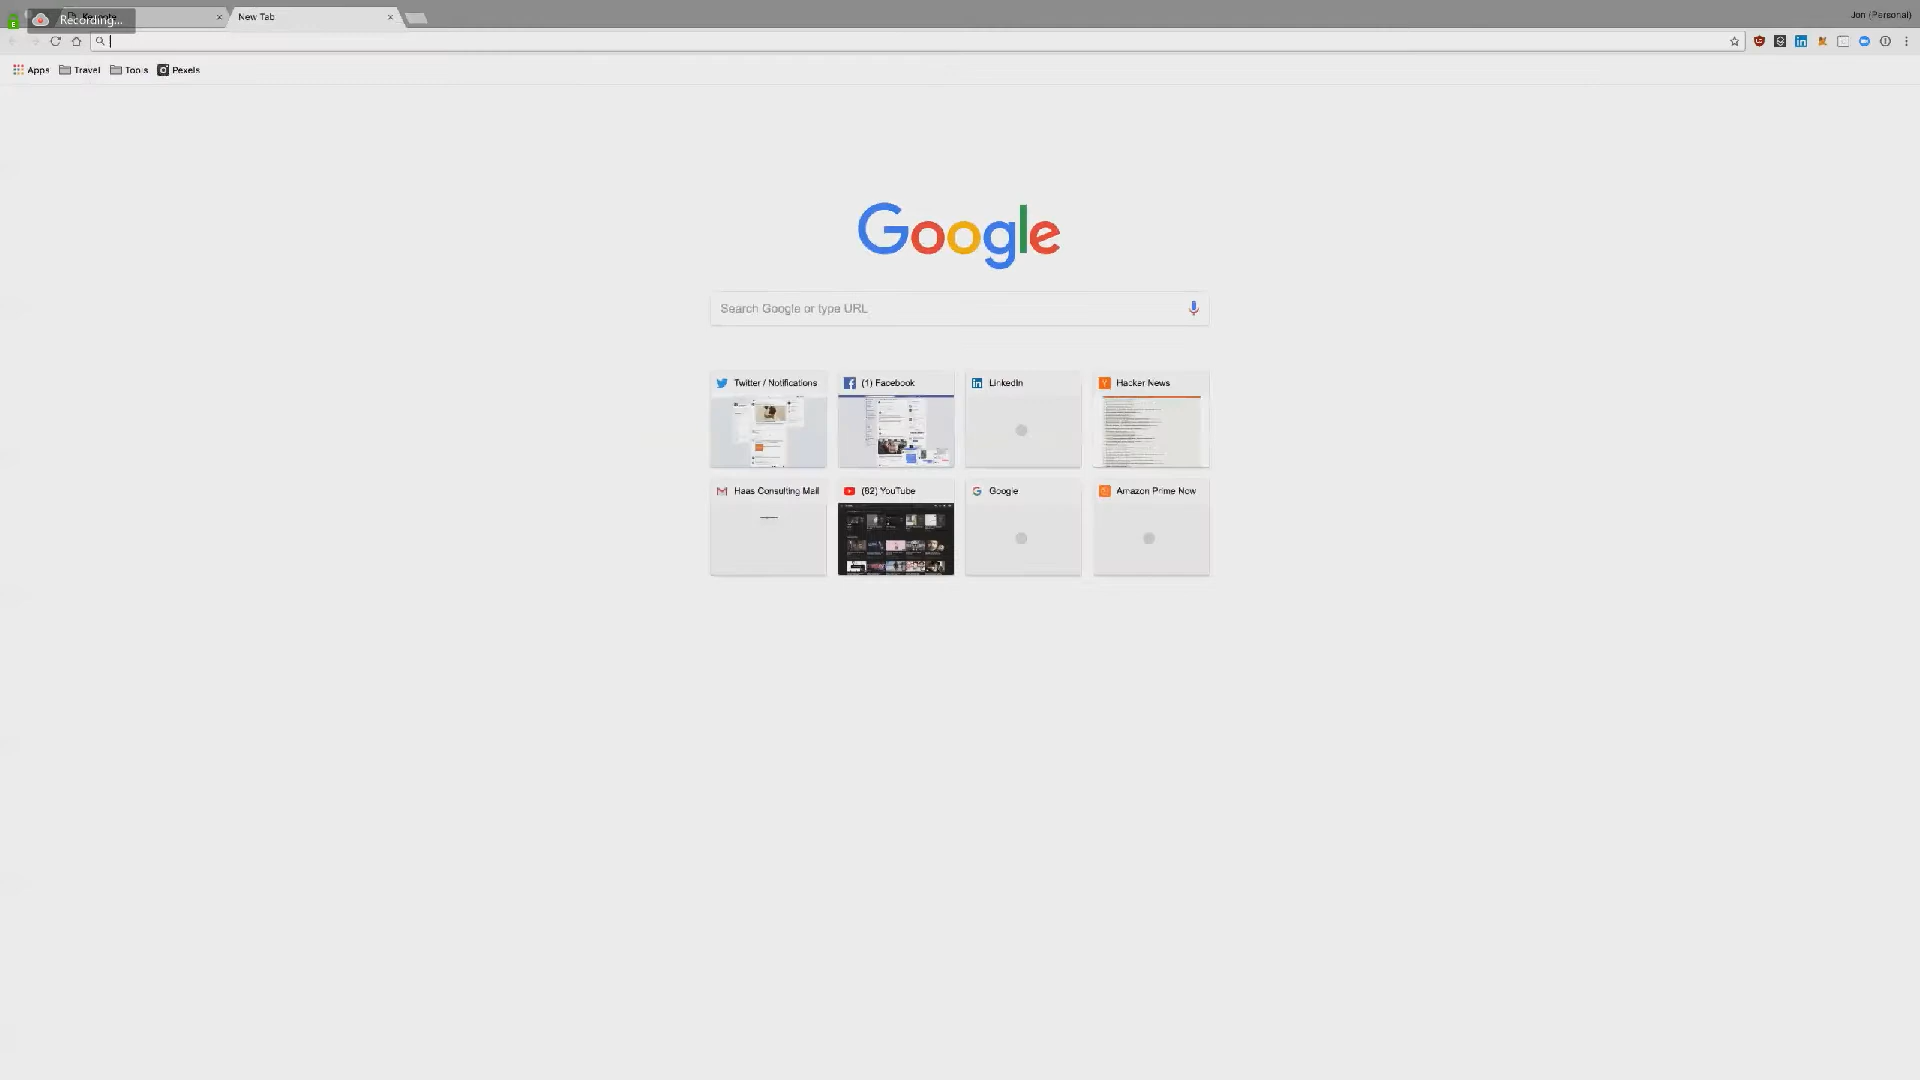 Recording...
New Tab
Jon (Personal)
Apps
Travel
Tools
Pexels
Google
Search Google or type URL
Twitter / Notifications
(1) Facebook
LinkedIn
Hacker News
Haas Consulting Mail
(82) YouTube
Google
Amazon Prime Now